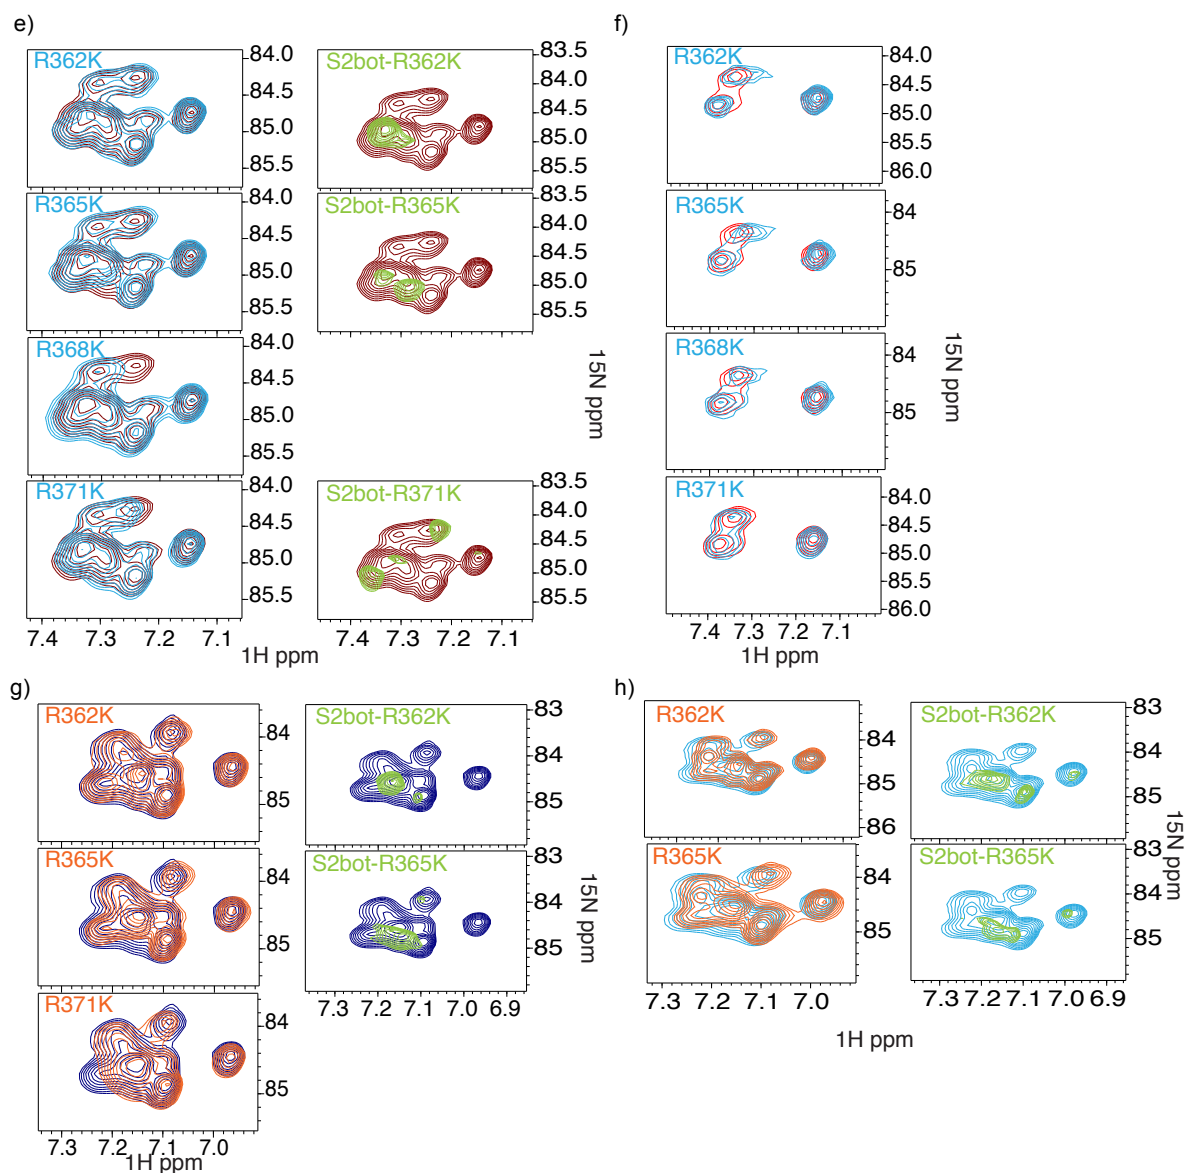 e)
R362K
84.0
84.5
85.0
85.5
S2bot-R362K
83.5
84.0
84.5
85.0
85.5
R365K
84.0
84.5
85.0
85.5
S2bot-R365K
83.5
84.0
84.5
85.0
85.5
R368K
84.0
84.5
85.0
85.5
15N ppm
R371K
84.0
84.5
85.0
85.5
S2bot-R371K
83.5
84.0
84.5
85.0
85.5
7.4 7.3 7.2 7.1
7.4 7.3 7.2 7.1
1H ppm
f)
R362K
84.0
84.5
85.0
85.5
86.0
R365K
84
85
15N ppm
R368K
84
85
R371K
84.0
84.5
85.0
85.5
86.0
7.4 7.3 7.2 7.1
1H ppm
g)
R362K
84
85
S2bot-R362K
83
84
85
R365K
84
85
S2bot-R365K
83
84
85
15N ppm
7.3 7.2 7.1 7.0 6.9
R371K
84
85
7.3 7.2 7.1 7.0
1H ppm
h)
R362K
84
85
86
S2bot-R362K
83
84
85
15N ppm
R365K
84
85
S2bot-R365K
83
84
85
7.3 7.2 7.1 7.0
7.3 7.2 7.1 7.0 6.9
1H ppm